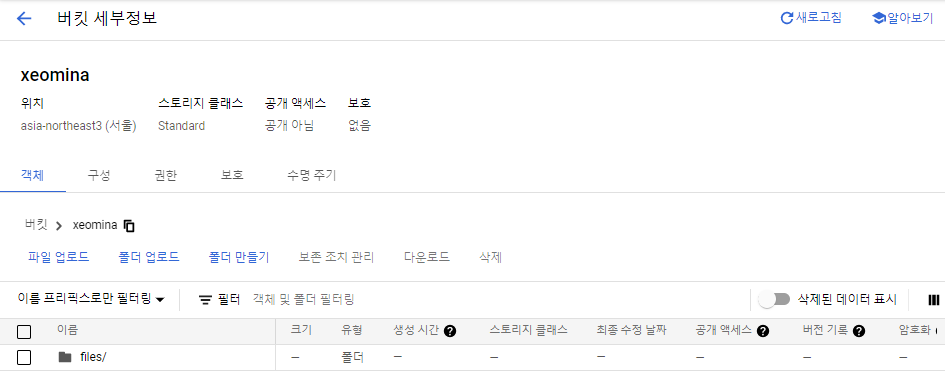 버킷 세부정보 새로고침 알아보기
xeomina
위치 스토리지 클래스 공개 액세스 보호
asia-northeast3 (서울) Standard 공개 아님 없음
객체 구성 권한 보호 수명 주기
버킷 > xeomina
파일 업로드 폴더 업로드 폴더 만들기 보존 조치 관리 다운로드 삭제
이름 프리픽스로만 필터링 필터 객체 및 폴더 필터링 삭제된 데이터 표시
이름 크기 유형 생성 시간 ? 스토리지 클래스 최종 수정 날짜 공개 액세스 ? 버전 기록 ? 암호화
files/ — 폴더 — — — — — —